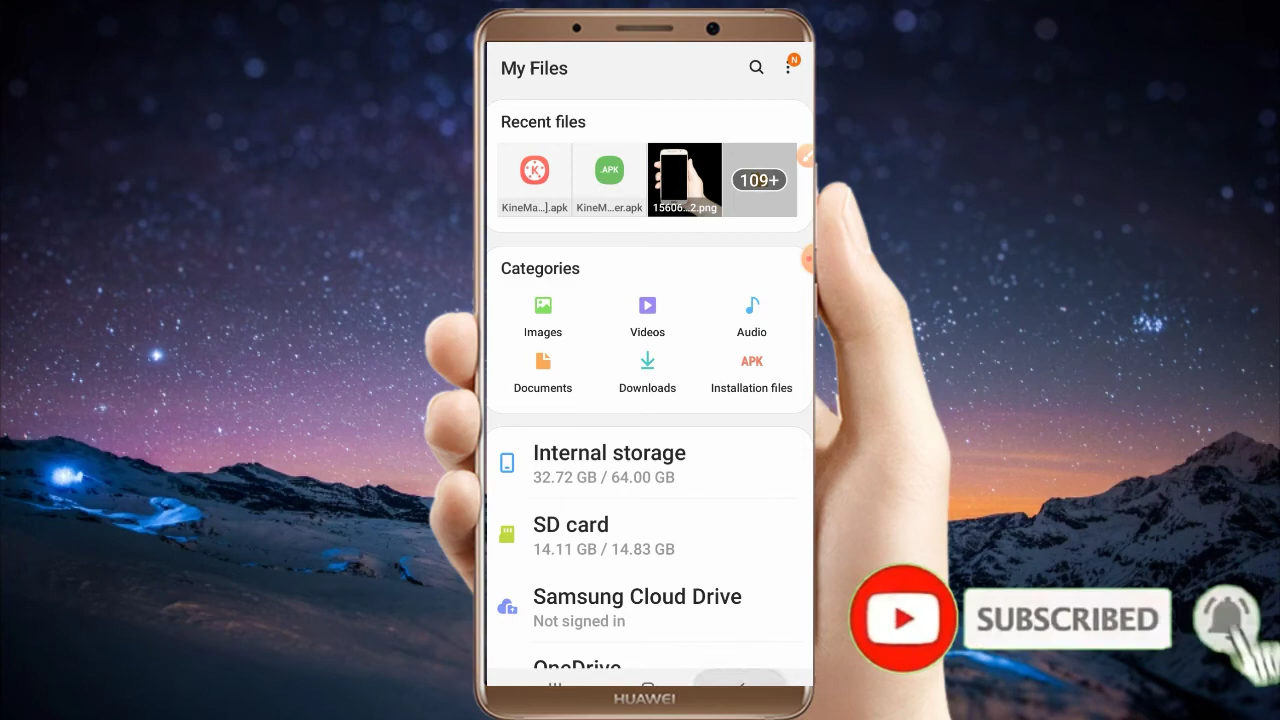 My Files
N
Recent files
KineMa...].apk
.APK
KineM...er.apk
15606...2.png
109+
Categories
Images
Videos
Audio
APK
Documents
Downloads
Installation files
Internal storage
32.72 GB / 64.00 GB
SD card
14.11 GB / 14.83 GB
Samsung Cloud Drive
Not signed in
OneDrive
SUBSCRIBED
HUAWEI